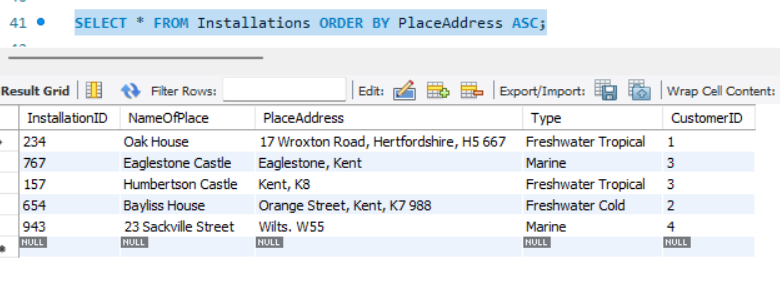 41 SELECT * FROM Installations ORDER BY PlaceAddress ASC;
Result Grid Filter Rows: Edit: Export/Import: Wrap Cell Content:
InstallationID NameOfPlace PlaceAddress Type CustomerID
234 Oak House 17 Wroxton Road, Hertfordshire, H5 667 Freshwater Tropical 1
767 Eaglestone Castle Eaglestone, Kent Marine 3
157 Humbertson Castle Kent, K8 Freshwater Tropical 3
654 Bayliss House Orange Street, Kent, K7 988 Freshwater Cold 2
943 23 Sackville Street Wilts. W55 Marine 4
NULL NULL NULL NULL NULL